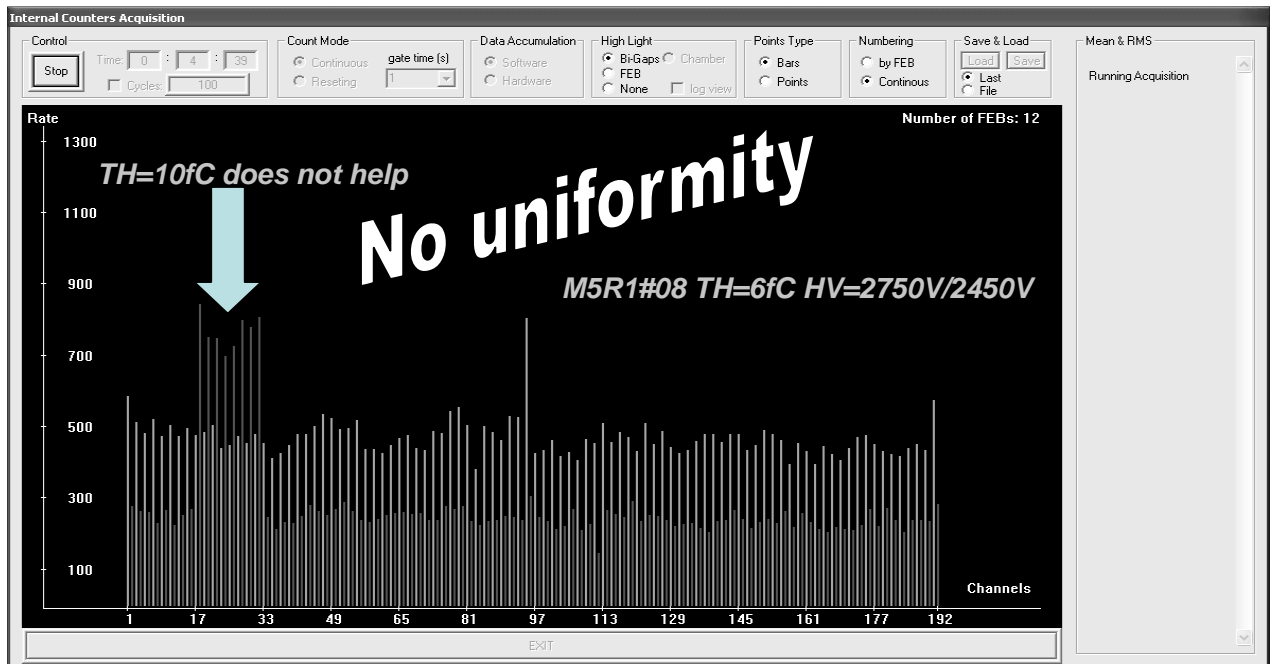 Internal Counters Acquisition
Control
Stop
Time: 0 : 4 : 39
Cycles: 100
Count Mode
Continuous
Reseting
gate time (s)
1
Data Accumulation
Software
Hardware
High Light
Bi-Gaps
Chamber
FEB
None
log view
Points Type
Bars
Points
Numbering
by FEB
Continous
Save & Load
Load
Save
Last
File
Mean & RMS
Running Acquisition
Rate
Number of FEBs: 12
1300
TH=10fC does not help
No uniformity
1100
900
M5R1#08 TH=6fC HV=2750V/2450V
700
500
300
100
Channels
1 17 33 49 65 81 97 113 129 145 161 177 192
EXIT